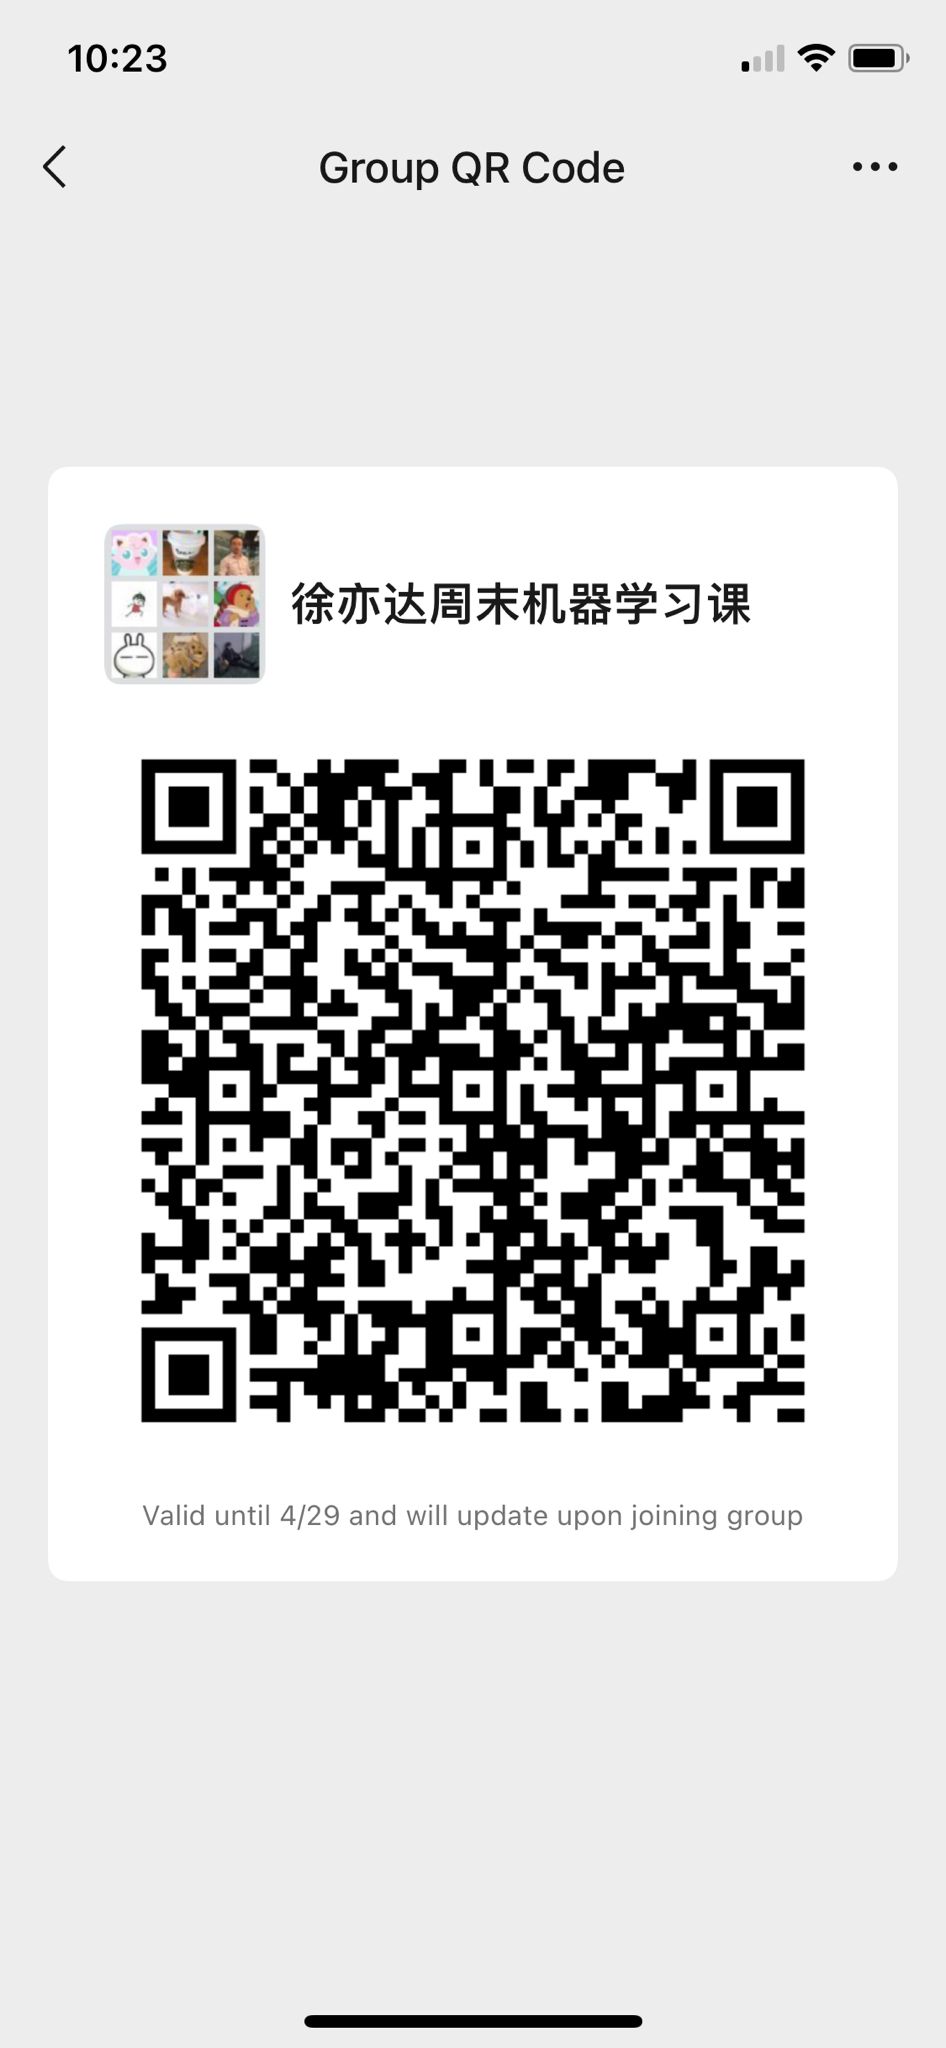 10:23
Group QR Code
徐亦达周末机器学习课
Valid until 4/29 and will update upon joining group